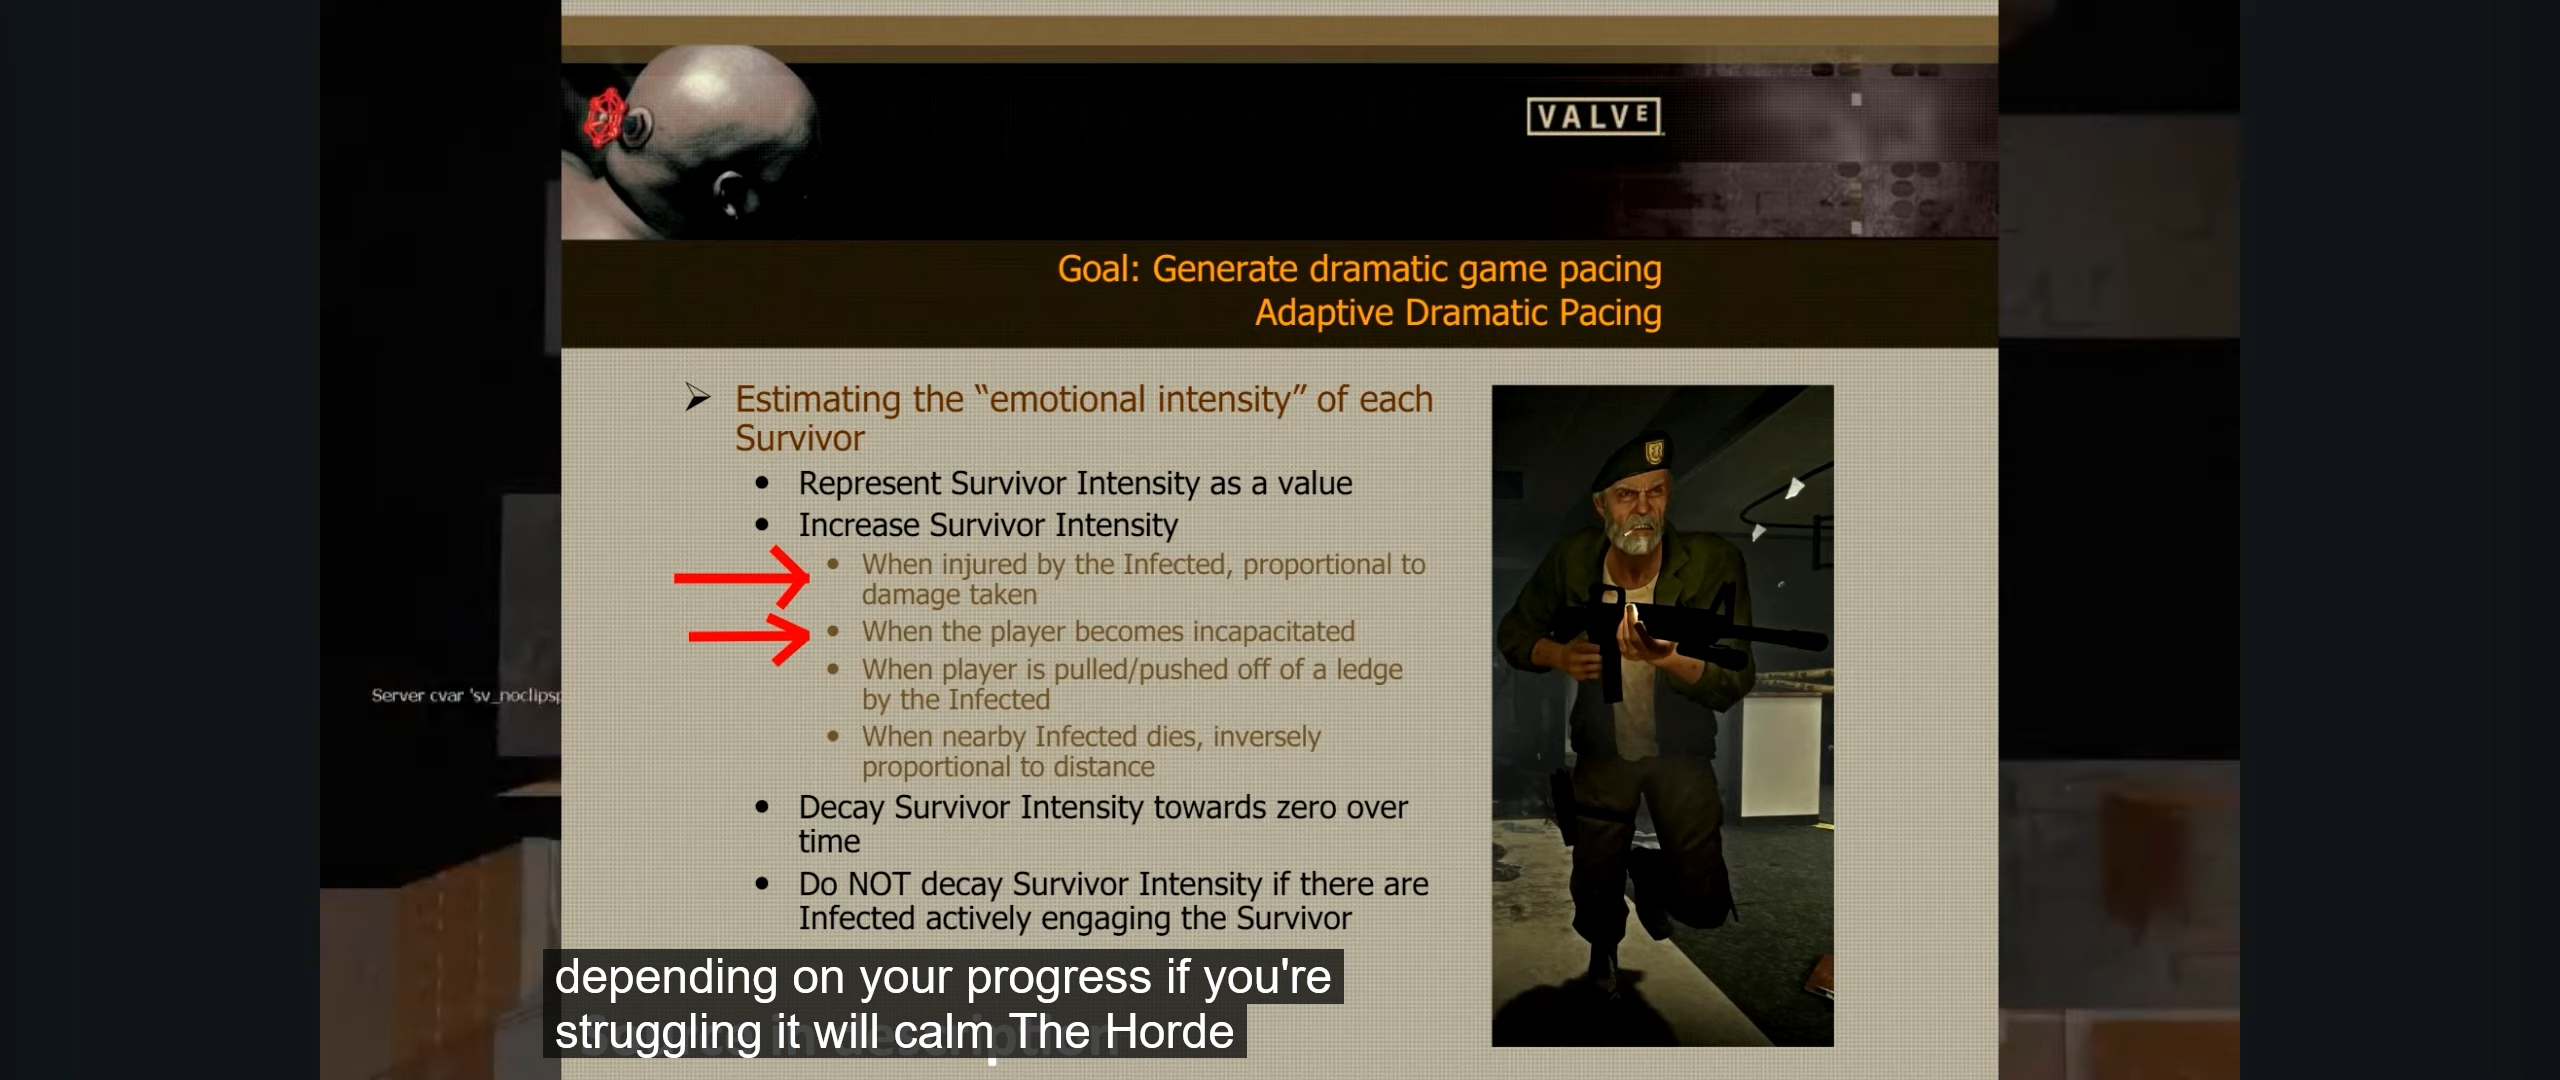 VALVE
Goal: Generate dramatic game pacing
Adaptive Dramatic Pacing
Estimating the “emotional intensity” of each
Survivor
Represent Survivor Intensity as a value
Increase Survivor Intensity
When injured by the Infected, proportional to
damage taken
When the player becomes incapacitated
When player is pulled/pushed off of a ledge
by the Infected
When nearby Infected dies, inversely
proportional to distance
Server cvar 'sv_noclipsp
Decay Survivor Intensity towards zero over
time
Do NOT decay Survivor Intensity if there are
Infected actively engaging the Survivor
depending on your progress if you're
struggling it will calm The Horde